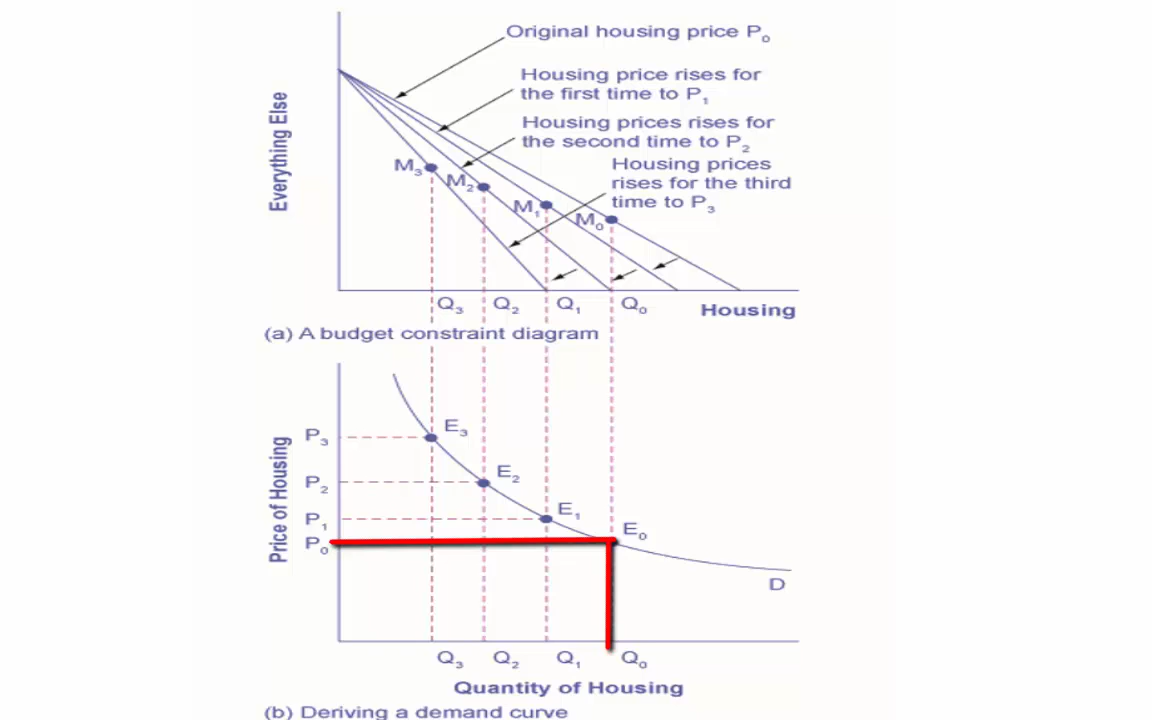 Original housing price P₀
Housing price rises for
the first time to P₁
Housing prices rises for
the second time to P₂
Housing prices
rises for the third
time to P₃
Everything Else
M₃
M₂
M₁
M₀
Q₃ Q₂ Q₁ Q₀
Housing
(a) A budget constraint diagram
Price of Housing
P₃
P₂
P₁
P₀
E₃
E₂
E₁
E₀
D
Q₃ Q₂ Q₁ Q₀
Quantity of Housing
(b) Deriving a demand curve